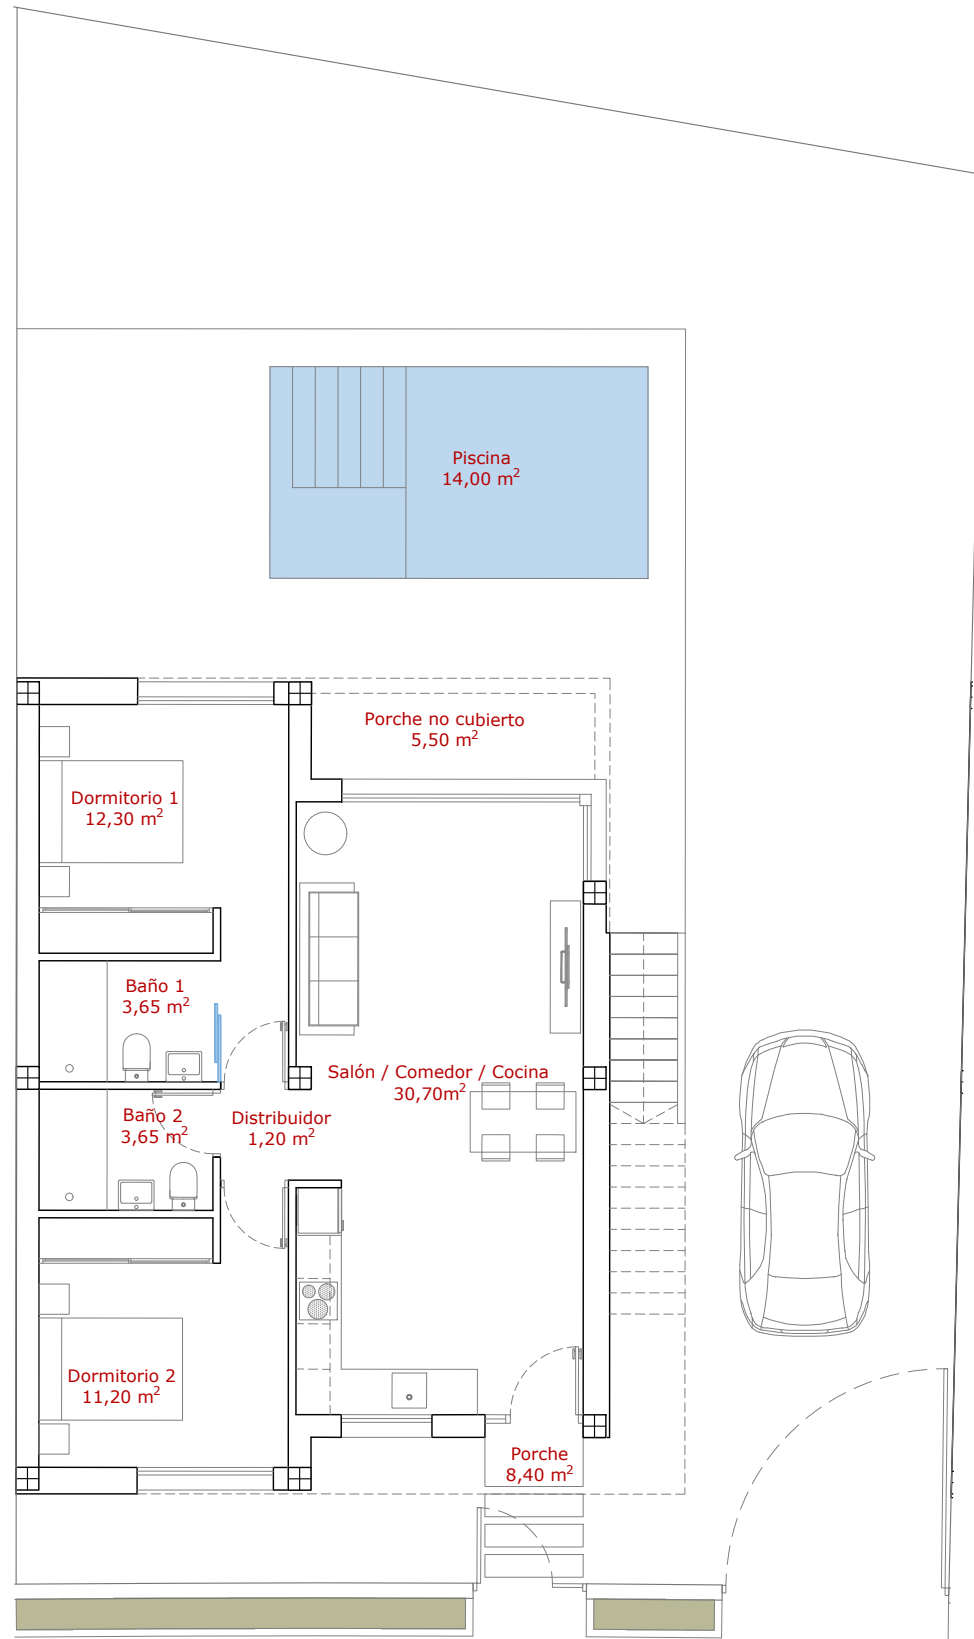 Piscina
14,00 m²
Porche no cubierto
5,50 m²
Dormitorio 1
12,30 m²
Baño 1
3,65 m²
Salón / Comedor / Cocina
30,70m²
Baño 2
3,65 m²
Distribuidor
1,20 m²
Dormitorio 2
11,20 m²
Porche
8,40 m²